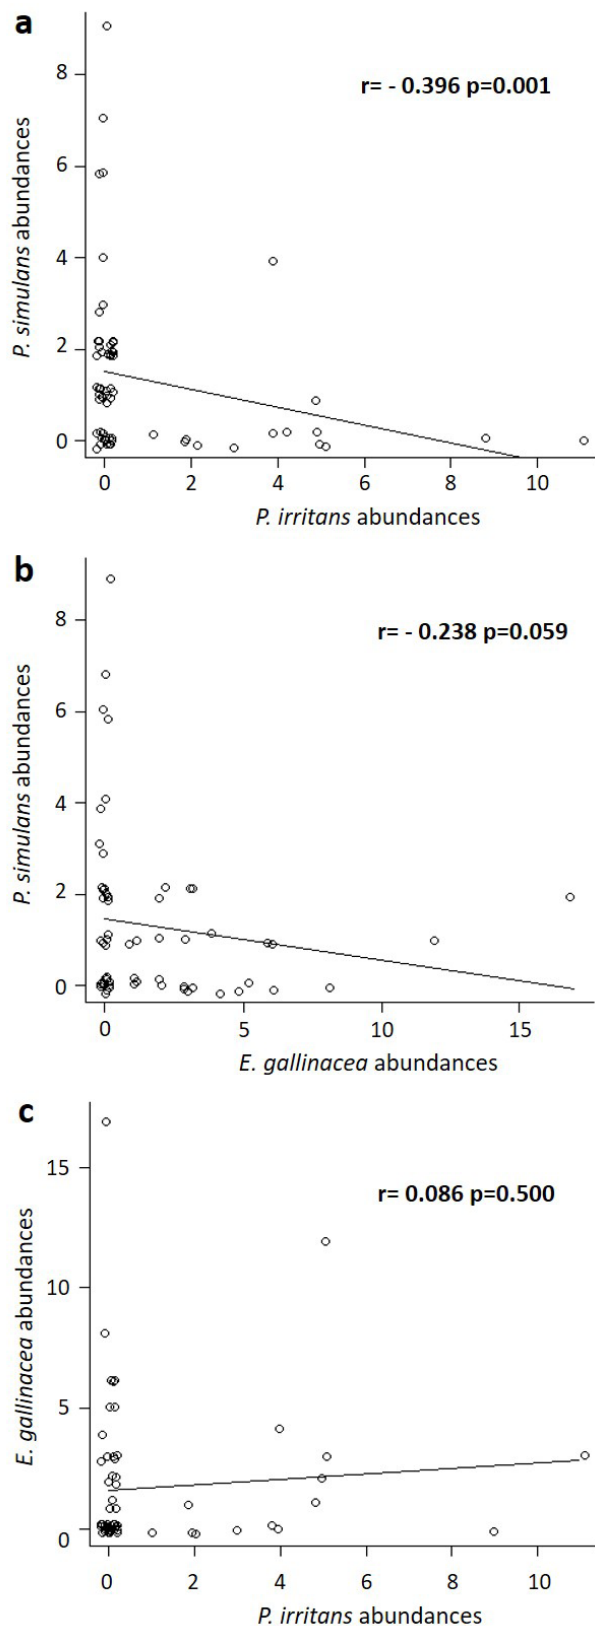 a
r= - 0.396 p=0.001
P. simulans abundances
8
6
4
2
0
0 2 4 6 8 10
P. irritans abundances
b
r= - 0.238 p=0.059
P. simulans abundances
8
6
4
2
0
0 5 10 15
E. gallinacea abundances
c
r= 0.086 p=0.500
E. gallinacea abundances
15
10
5
0
0 2 4 6 8 10
P. irritans abundances